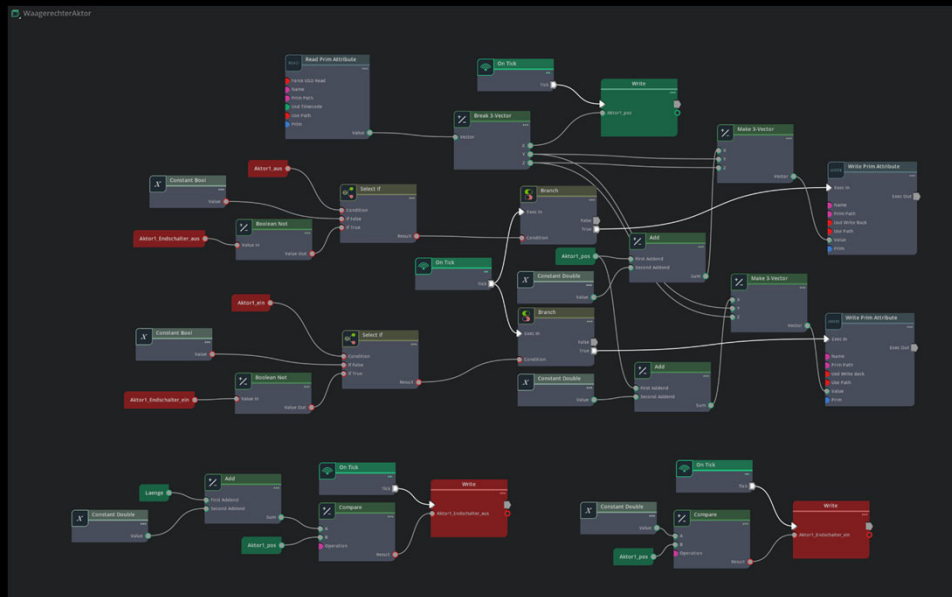 WaagerechterAktor
Read Prim Attribute
Force USD Read
Name
Prim Path
Use Timecode
Use Path
Prim
Value
On Tick
Tick
Write
Aktor1_pos
Break 3-Vector
Vector
X
Y
Z
Make 3-Vector
X
Y
Z
Vector
Write Prim Attribute
Exec In
Exec Out
Name
Prim Path
Usd Write Back
Use Path
Value
Prim
Aktor1_aus
Constant Bool
Value
Select If
Condition
If False
If True
Result
Boolean Not
Value In
Value Out
Aktor1_Endschalter_aus
Branch
Exec In
False
True
Condition
On Tick
Tick
Aktor1_pos
Add
First Addend
Second Addend
Sum
Constant Double
Value
Make 3-Vector
X
Y
Z
Vector
Aktor1_ein
Constant Bool
Value
Select If
Condition
If False
If True
Result
Boolean Not
Value In
Value Out
Aktor1_Endschalter_ein
Branch
Exec In
False
True
Condition
Constant Double
Value
Add
First Addend
Second Addend
Sum
Write Prim Attribute
Exec In
Exec Out
Name
Prim Path
Usd Write Back
Use Path
Value
Prim
Laenge
Constant Double
Value
Add
First Addend
Second Addend
Sum
On Tick
Tick
Compare
A
B
Operation
Result
Aktor1_pos
Write
Aktor1_Endschalter_aus
Constant Double
Value
On Tick
Tick
Compare
A
B
Operation
Result
Aktor1_pos
Write
Aktor1_Endschalter_ein